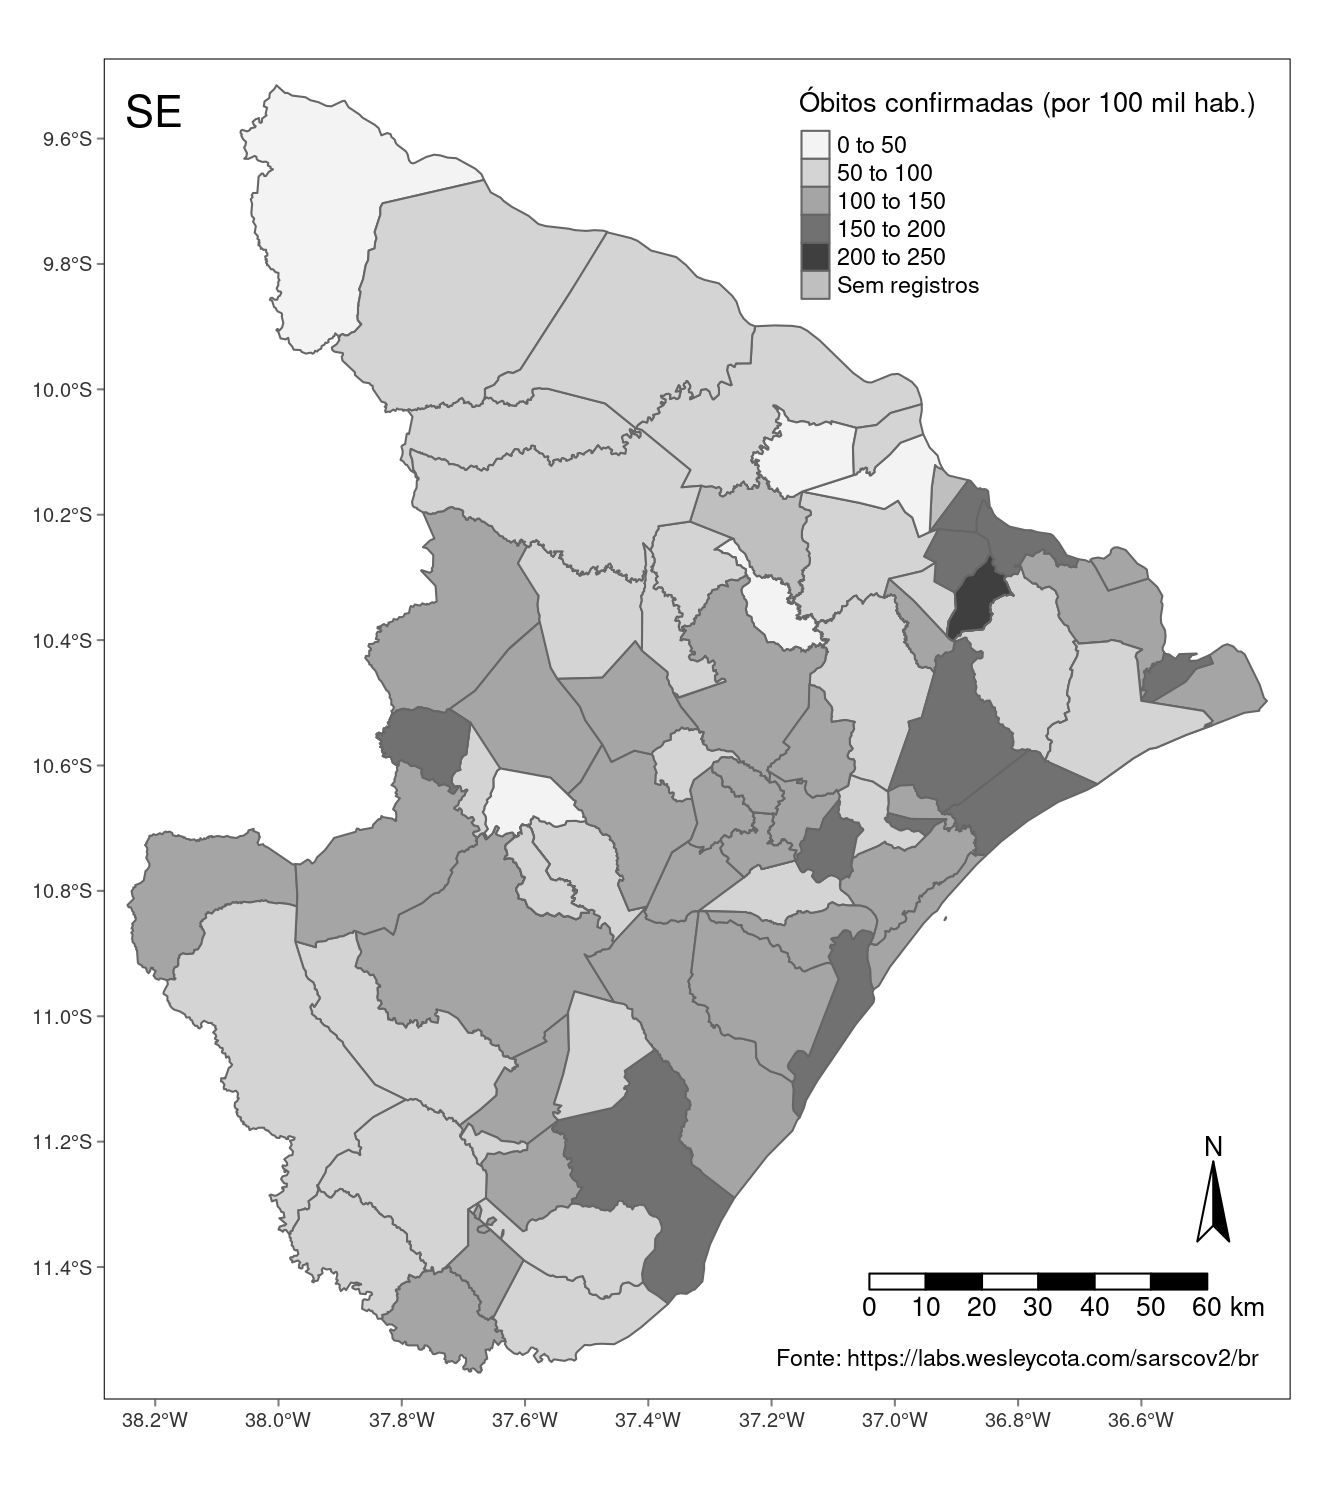 SE
Óbitos confirmadas (por 100 mil hab.)
0 to 50
50 to 100
100 to 150
150 to 200
200 to 250
Sem registros
9.6°S
9.8°S
10.0°S
10.2°S
10.4°S
10.6°S
10.8°S
11.0°S
11.2°S
11.4°S
N
0 10 20 30 40 50 60 km
Fonte: https://labs.wesleycota.com/sarscov2/br
38.2°W 38.0°W 37.8°W 37.6°W 37.4°W 37.2°W 37.0°W 36.8°W 36.6°W